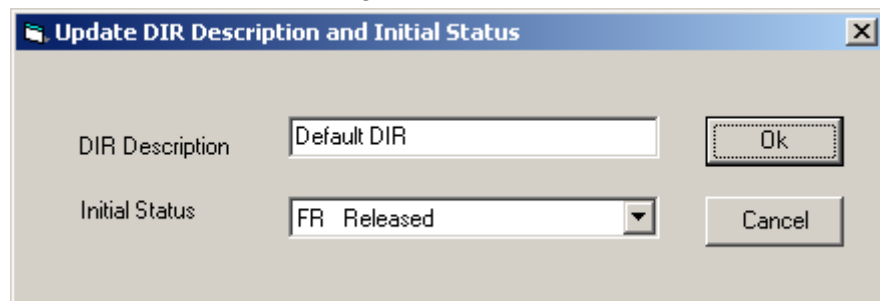 Update DIR Description and Initial Status
DIR Description
Default DIR
Ok
Initial Status
FR Released
Cancel